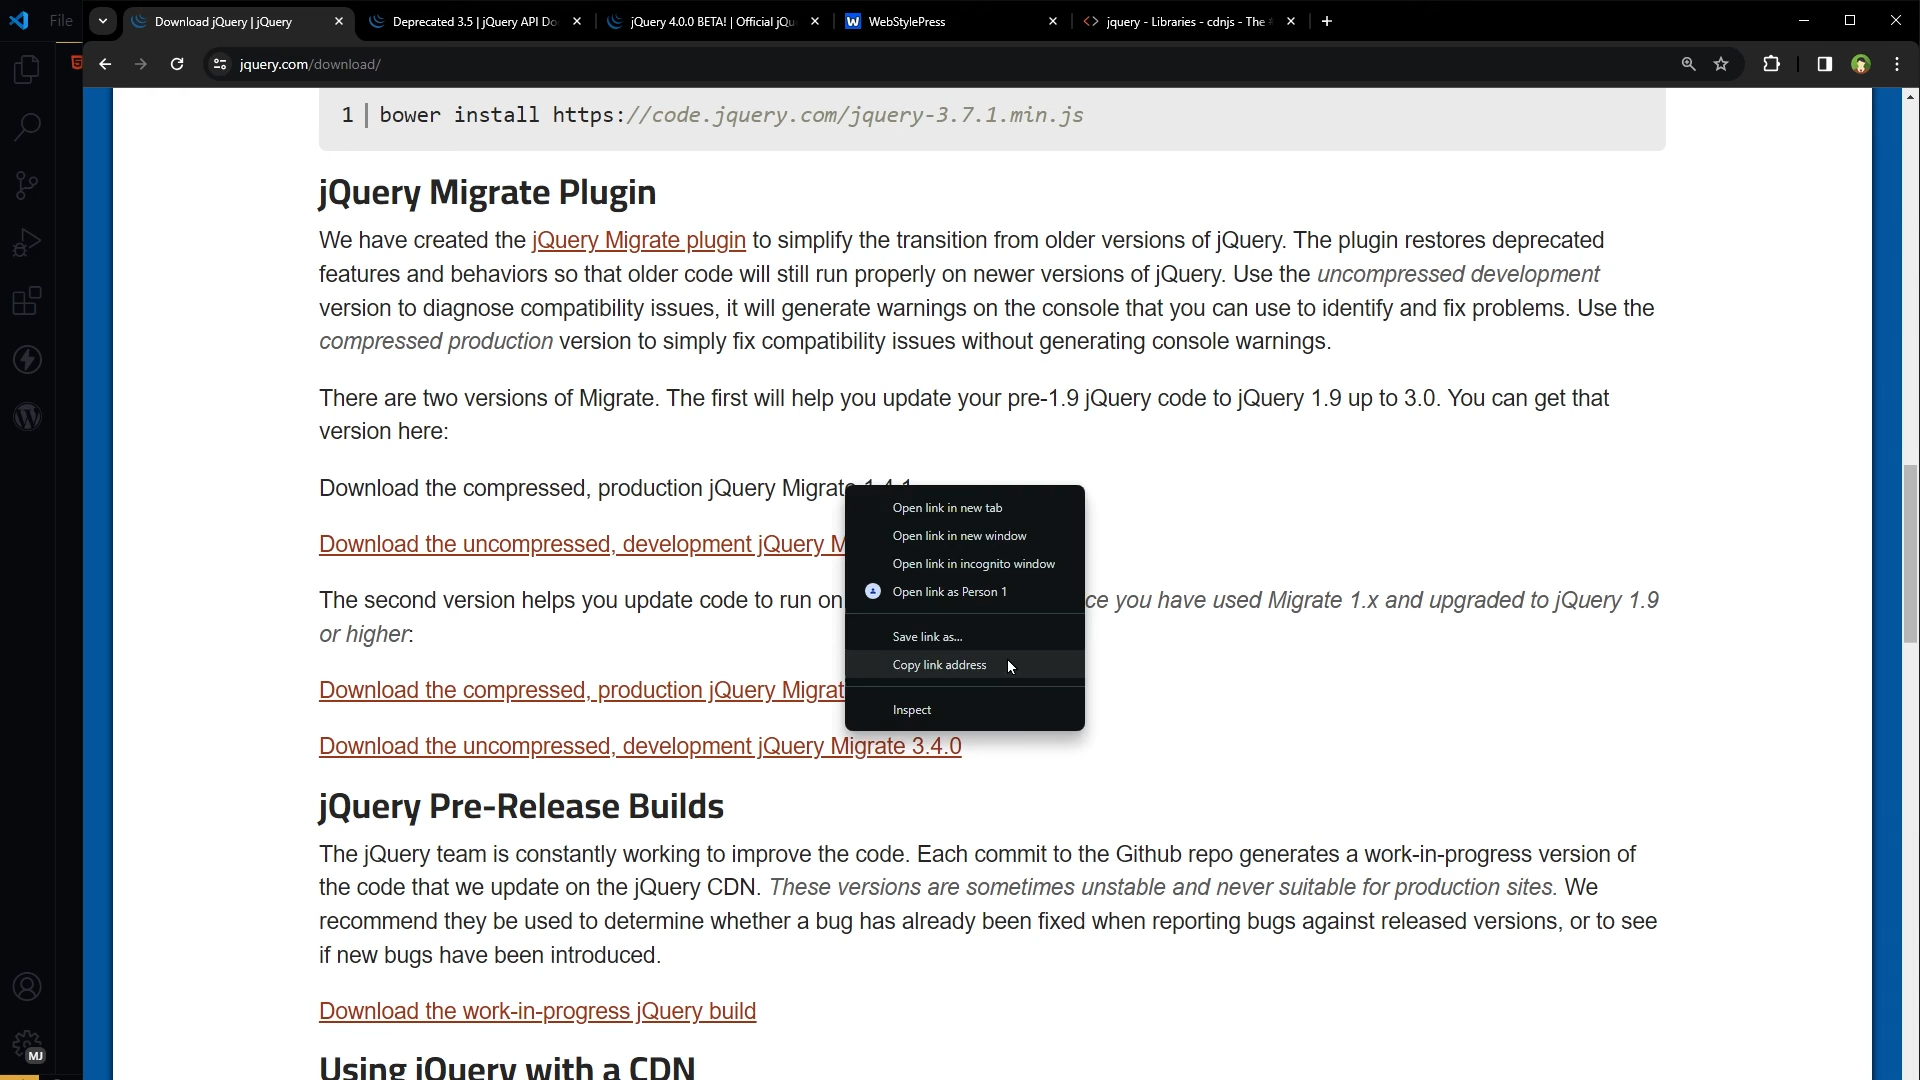 File
Download jQuery | jQuery
Deprecated 3.5 | jQuery API Do
jQuery 4.0.0 BETA! | Official jQu
WebStylePress
jquery - Libraries - cdnjs - The
jquery.com/download/
1 bower install https://code.jquery.com/jquery-3.7.1.min.js
jQuery Migrate Plugin
We have created the jQuery Migrate plugin to simplify the transition from older versions of jQuery. The plugin restores deprecated
features and behaviors so that older code will still run properly on newer versions of jQuery. Use the uncompressed development
version to diagnose compatibility issues, it will generate warnings on the console that you can use to identify and fix problems. Use the
compressed production version to simply fix compatibility issues without generating console warnings.
There are two versions of Migrate. The first will help you update your pre-1.9 jQuery code to jQuery 1.9 up to 3.0. You can get that
version here:
Download the compressed, production jQuery Migrate 1.4.1
Download the uncompressed, development jQuery M
The second version helps you update code to run on ce you have used Migrate 1.x and upgraded to jQuery 1.9
or higher:
Download the compressed, production jQuery Migrat
Download the uncompressed, development jQuery Migrate 3.4.0
Open link in new tab
Open link in new window
Open link in incognito window
Open link as Person 1
Save link as...
Copy link address
Inspect
jQuery Pre-Release Builds
The jQuery team is constantly working to improve the code. Each commit to the Github repo generates a work-in-progress version of
the code that we update on the jQuery CDN. These versions are sometimes unstable and never suitable for production sites. We
recommend they be used to determine whether a bug has already been fixed when reporting bugs against released versions, or to see
if new bugs have been introduced.
Download the work-in-progress jQuery build
Using jQuery with a CDN
MJ